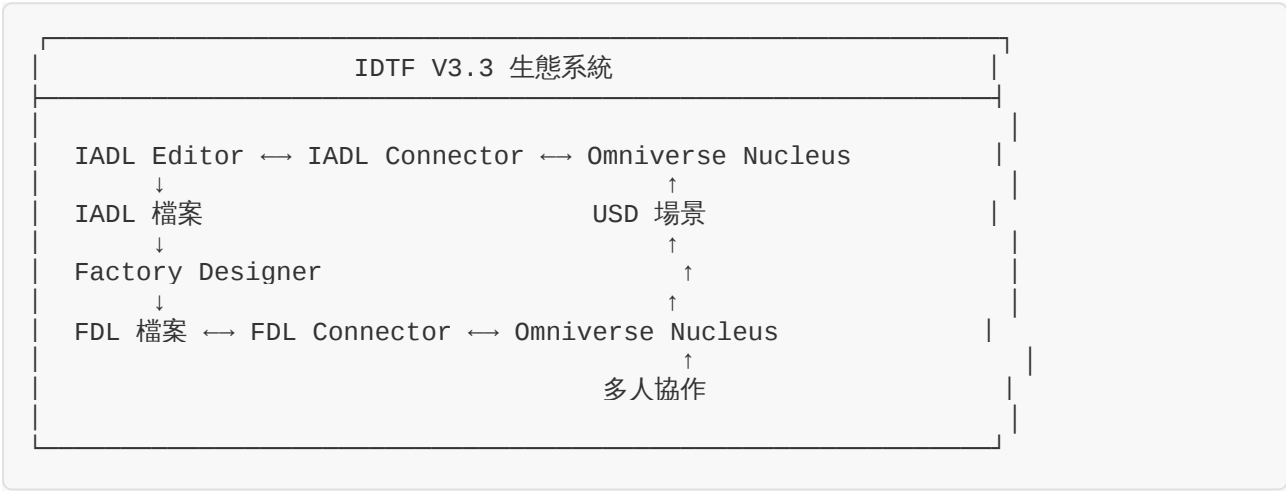 IDTF V3.3 生態系統
IADL Editor ←→ IADL Connector ←→ Omniverse Nucleus
↓ ↑
IADL 檔案 USD 場景
↓ ↑
Factory Designer ↑
↓ ↑
FDL 檔案 ←→ FDL Connector ←→ Omniverse Nucleus
↑
多人協作